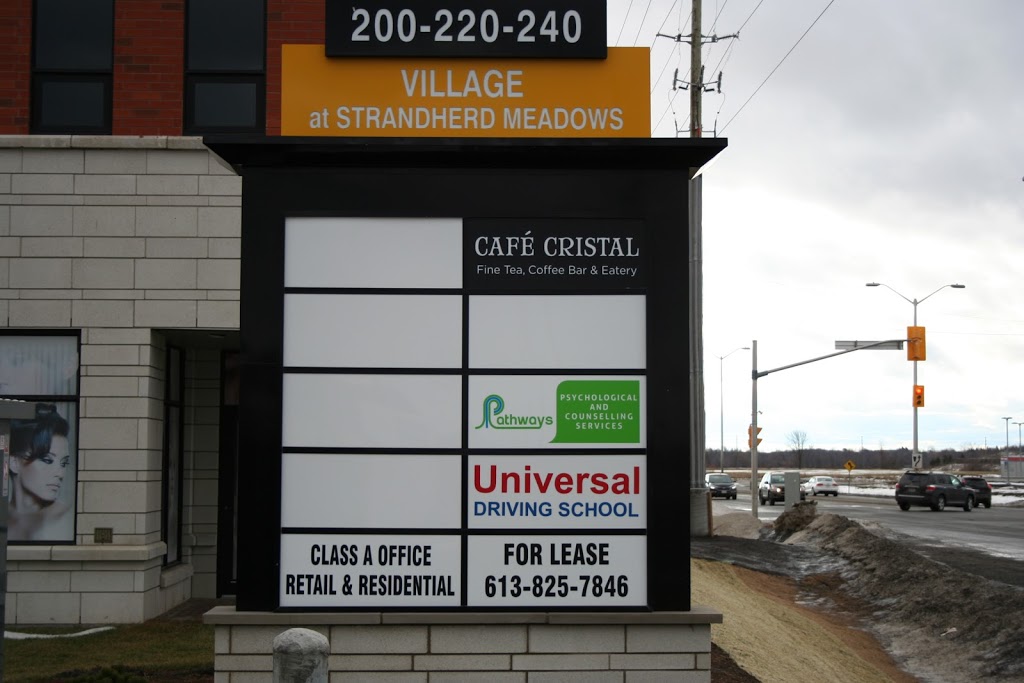 200-220-240
VILLAGE
at STRANDHERD MEADOWS
CAFÉ CRISTAL
Fine Tea, Coffee Bar & Eatery
Pathways
PSYCHOLOGICAL
AND
COUNSELLING
SERVICES
Universal
DRIVING SCHOOL
CLASS A OFFICE
RETAIL & RESIDENTIAL
FOR LEASE
613-825-7846